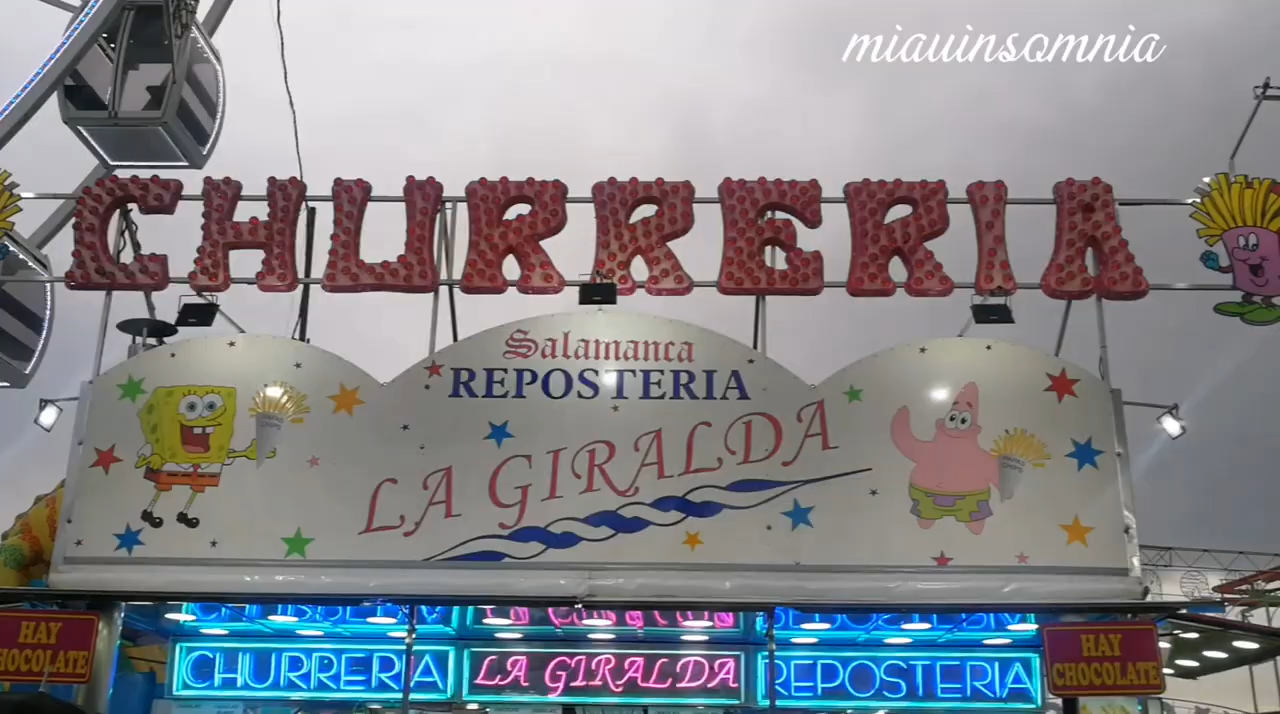 miauinsomnia
CHURRERIA
Salamanca
REPOSTERIA
LA GIRALDA
CHURRERIA LA GIRALDA REPOSTERIA
HAY
CHOCOLATE
HAY
CHOCOLATE